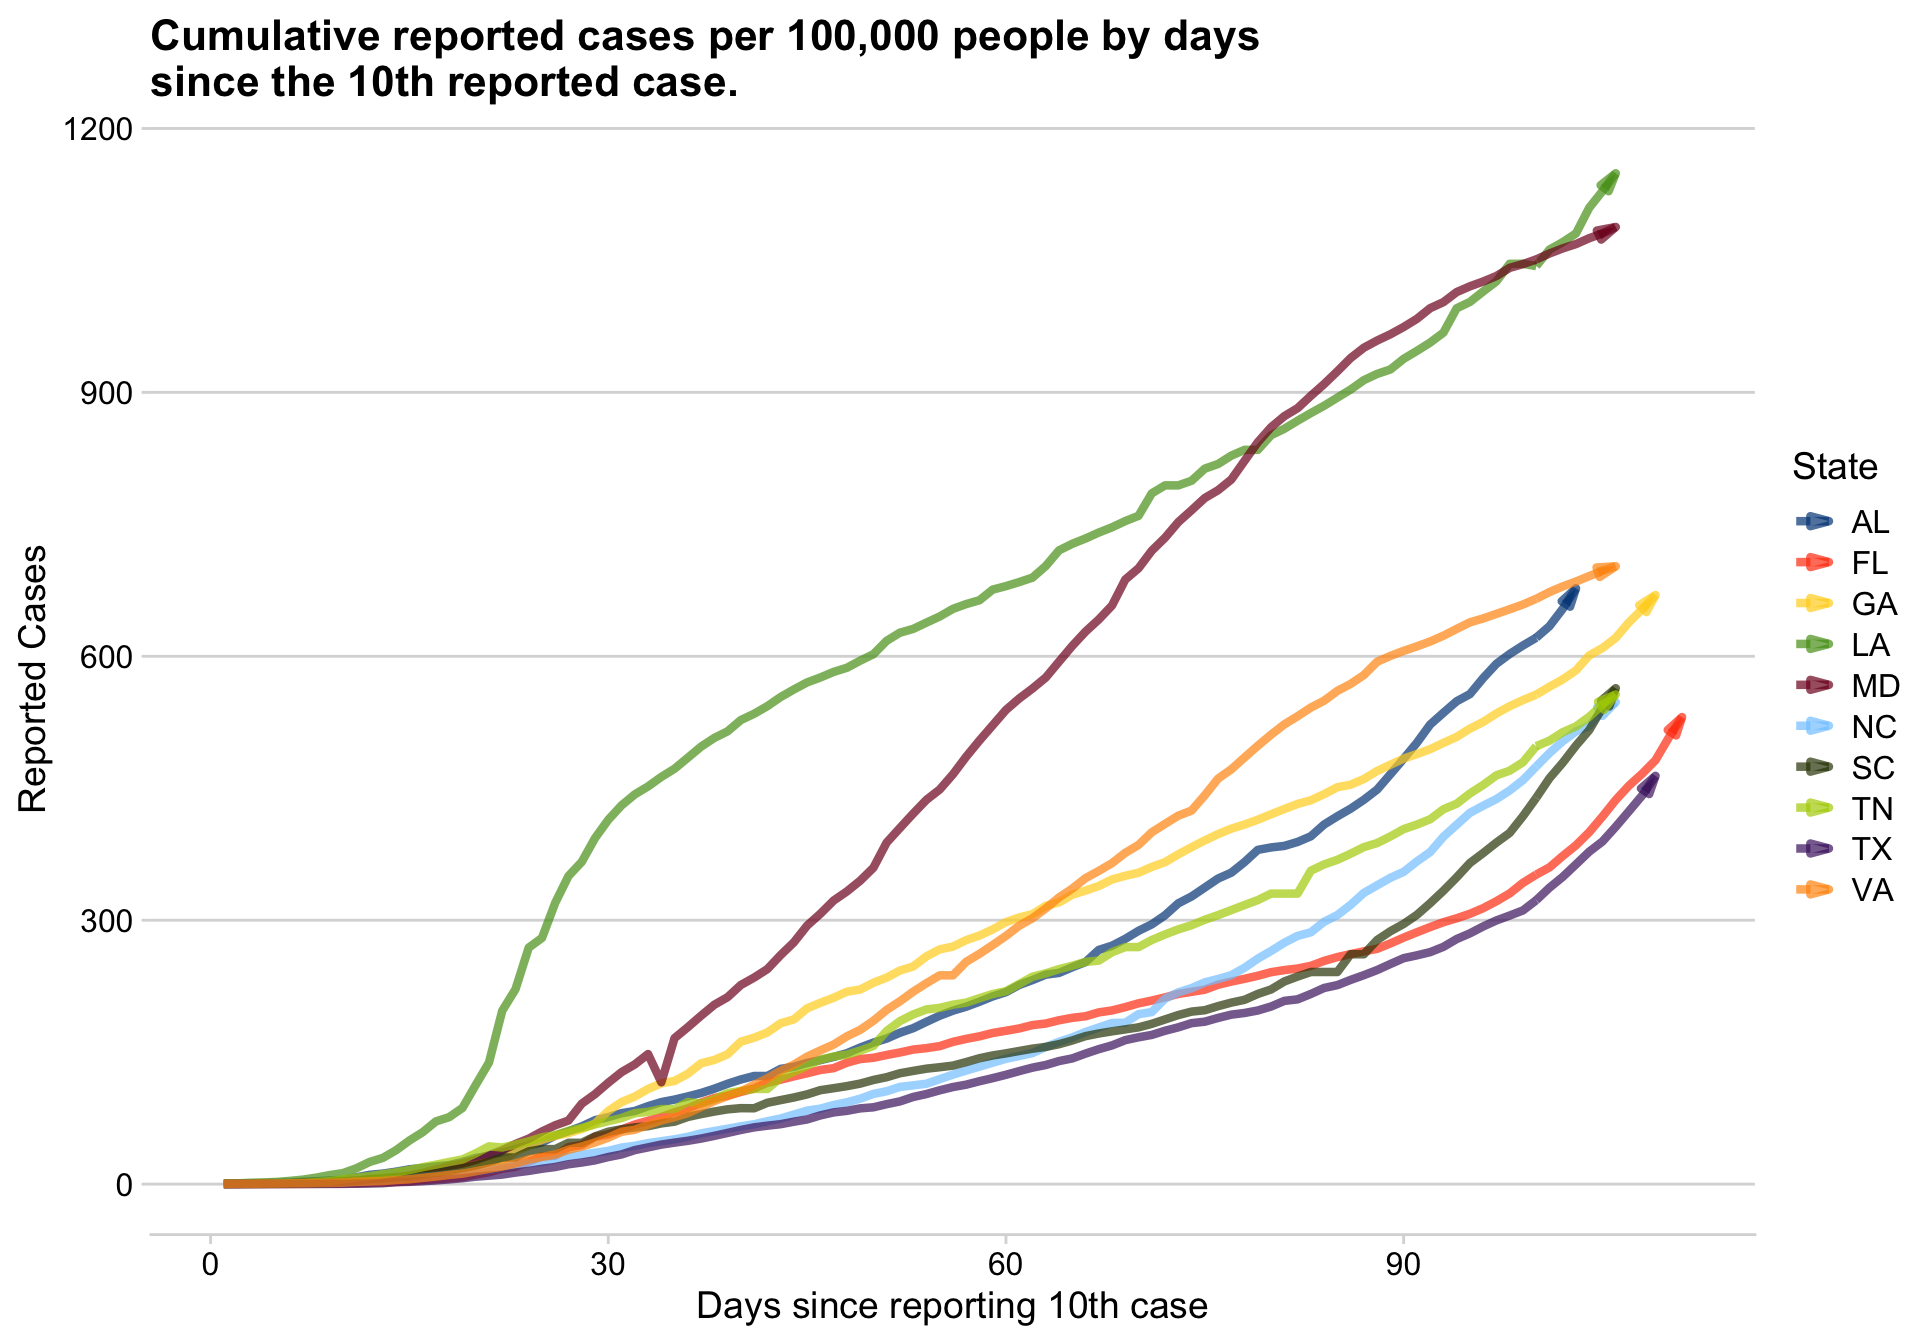 Cumulative reported cases per 100,000 people by days
since the 10th reported case.
1200
900
600
300
0
Reported Cases
0 30 60 90
Days since reporting 10th case
State
AL
FL
GA
LA
MD
NC
SC
TN
TX
VA